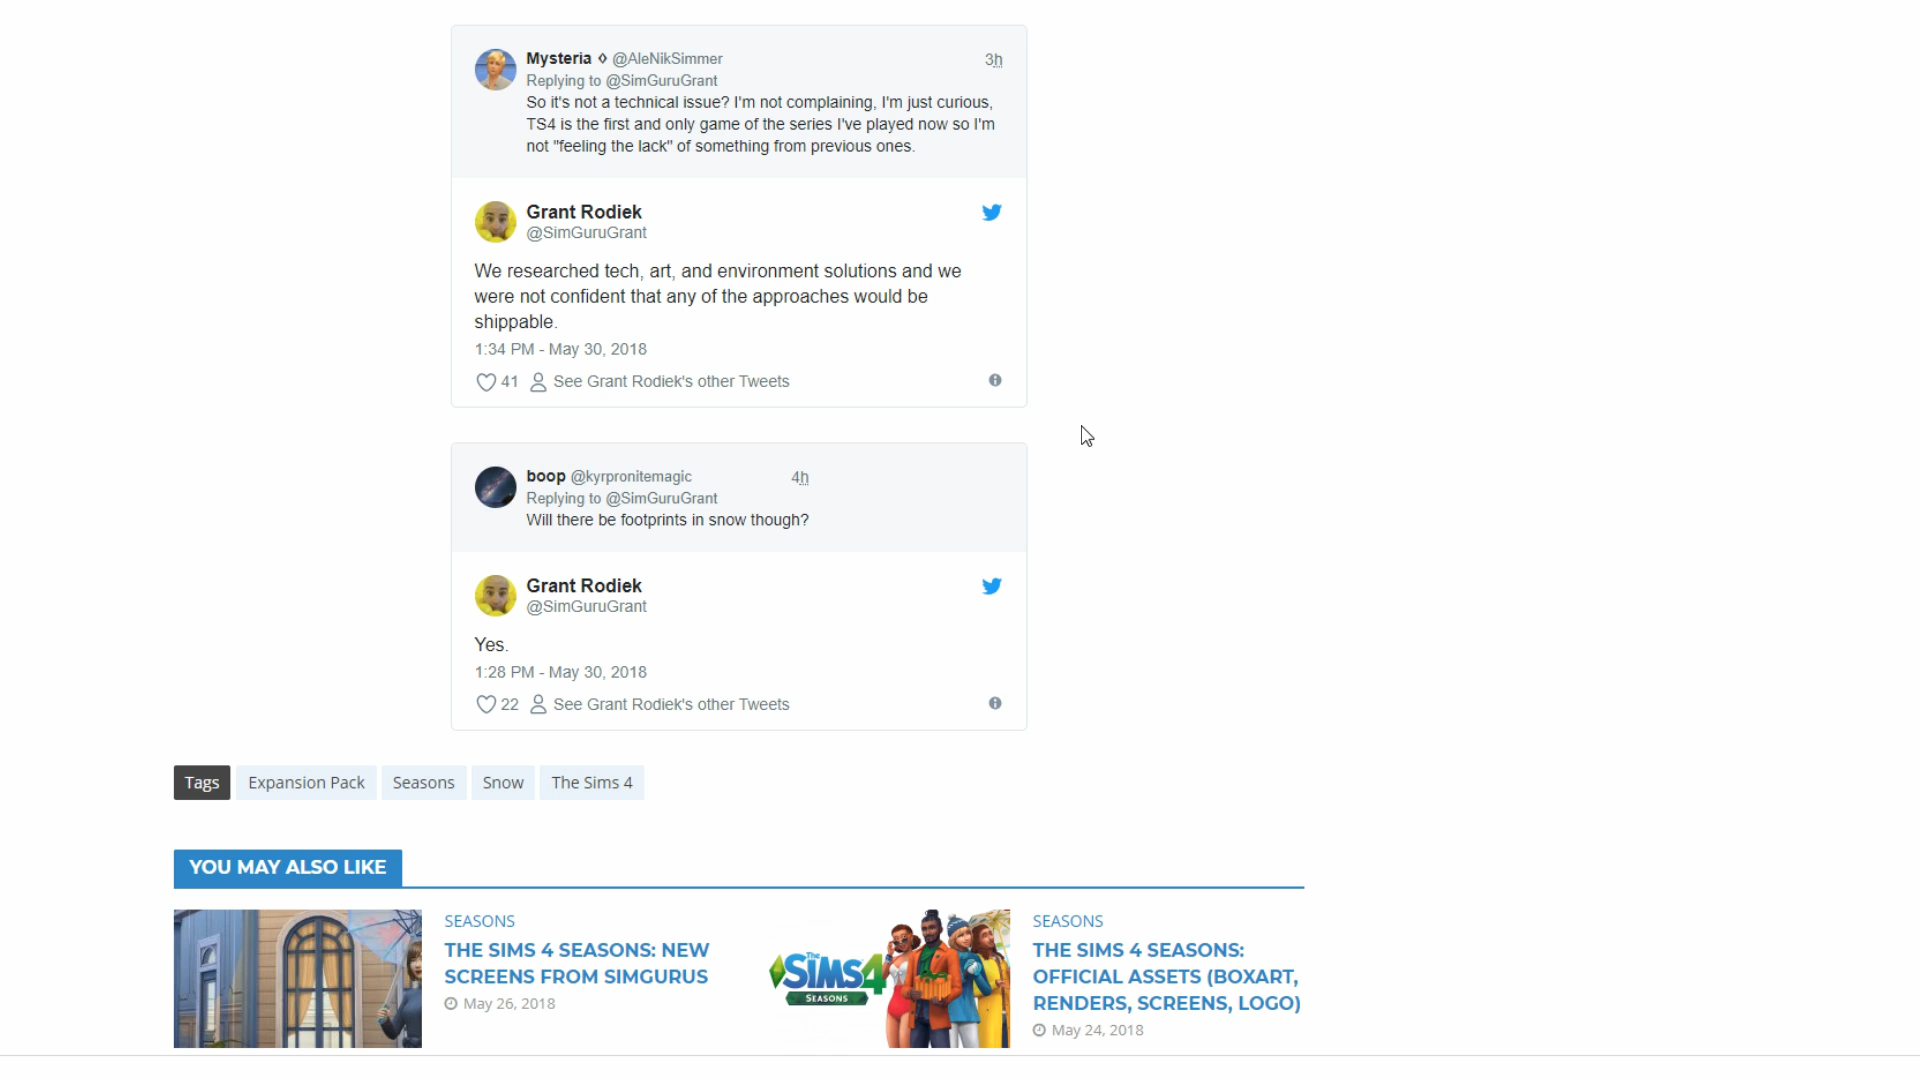 Mysteria ◊ @AleNikSimmer 3h
Replying to @SimGuruGrant
So it's not a technical issue? I'm not complaining, I'm just curious,
TS4 is the first and only game of the series I've played now so I'm
not "feeling the lack" of something from previous ones.
Grant Rodiek
@SimGuruGrant
We researched tech, art, and environment solutions and we
were not confident that any of the approaches would be
shippable.
1:34 PM - May 30, 2018
41 See Grant Rodiek's other Tweets
boop @kyrpronitemagic 4h
Replying to @SimGuruGrant
Will there be footprints in snow though?
Grant Rodiek
@SimGuruGrant
Yes.
1:28 PM - May 30, 2018
22 See Grant Rodiek's other Tweets
Tags Expansion Pack Seasons Snow The Sims 4
YOU MAY ALSO LIKE
SEASONS
THE SIMS 4 SEASONS: NEW
SCREENS FROM SIMGURUS
May 26, 2018
The SIMS 4
SEASONS
SEASONS
THE SIMS 4 SEASONS:
OFFICIAL ASSETS (BOXART,
RENDERS, SCREENS, LOGO)
May 24, 2018